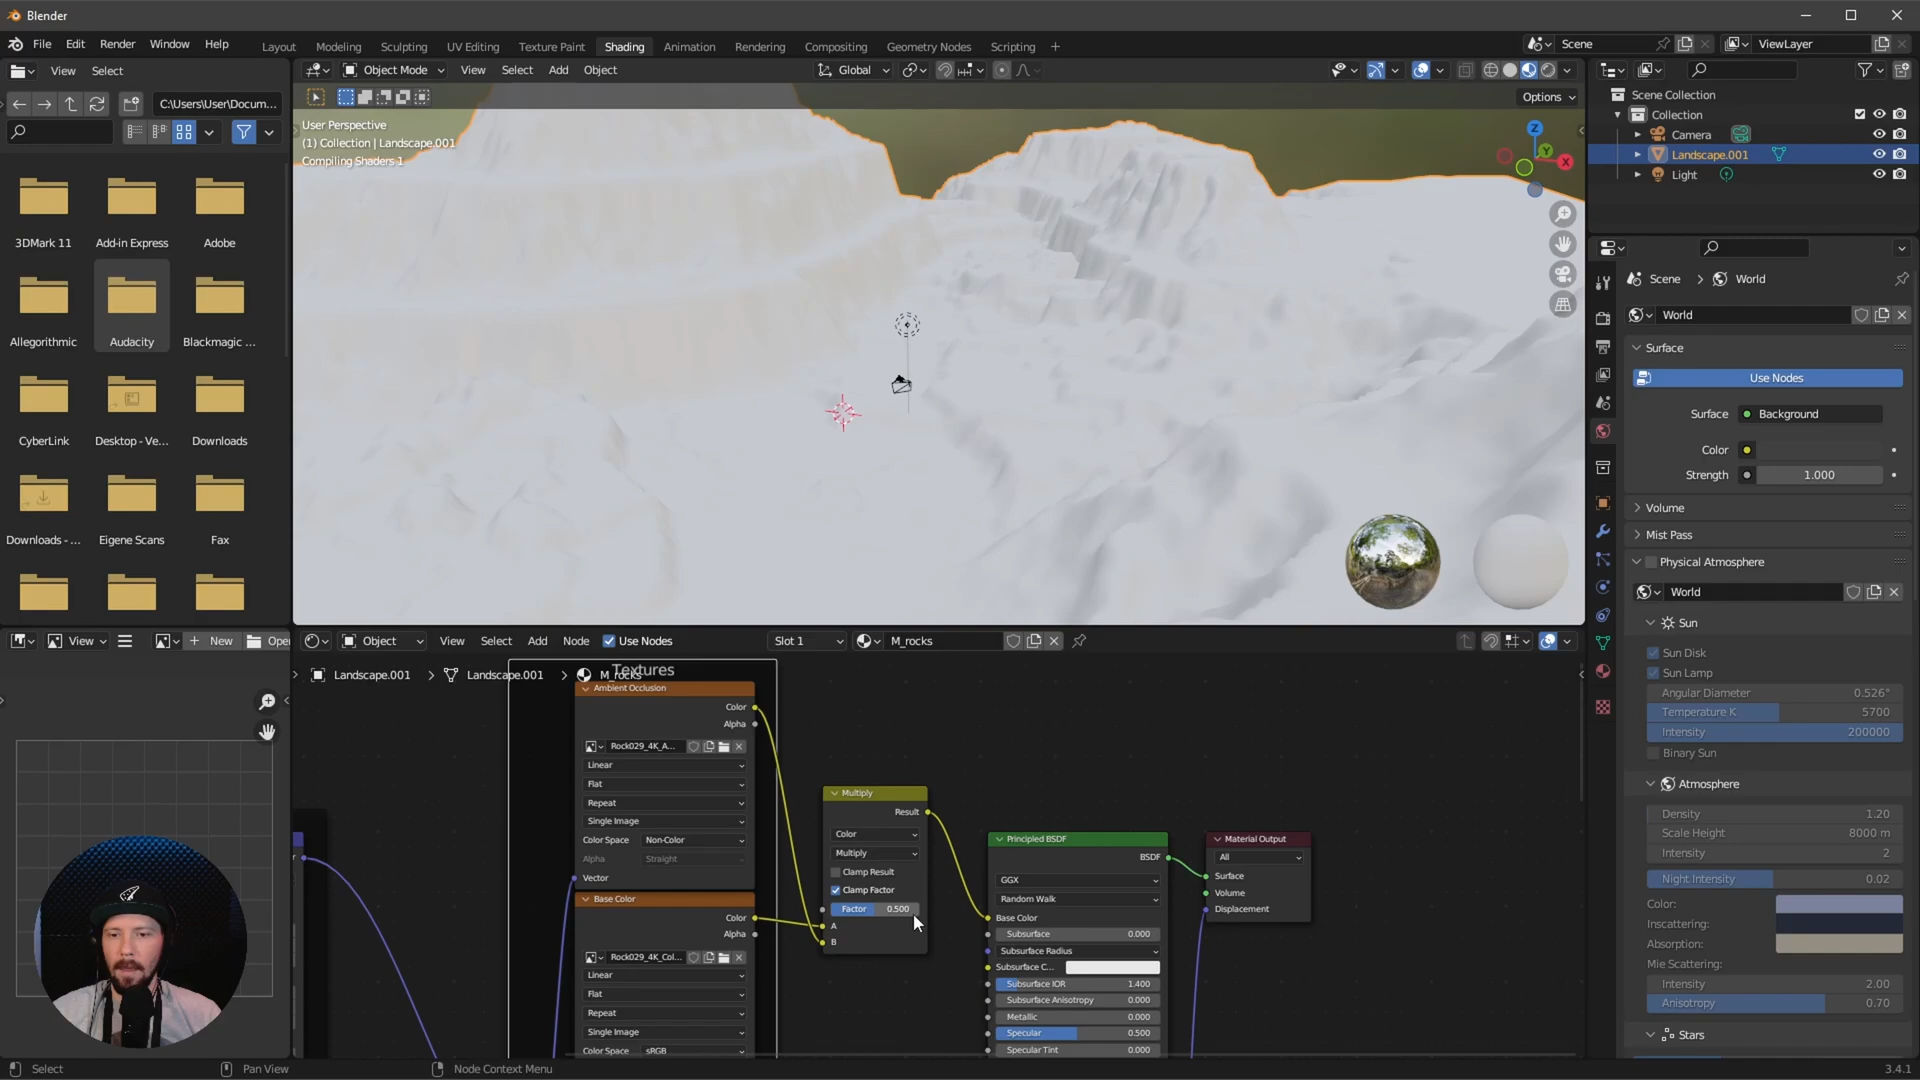 Blender
File Edit Render Window Help
Layout Modeling Sculpting UV Editing Texture Paint Shading Animation Rendering Compositing Geometry Nodes Scripting +
Scene
ViewLayer
View Select
C:\Users\User\Docum...
3DMark 11 Add-in Express Adobe
Allegorithmic Audacity Blackmagic ...
CyberLink Desktop - Ve... Downloads
Downloads - ... Eigene Scans Fax
Object Mode View Select Add Object
Global
Options
User Perspective
(1) Collection | Landscape.001
Compiling Shaders 1
Z
Y
X
Scene Collection
Collection
Camera
Landscape.001
Light
Scene > World
World
Surface
Use Nodes
Surface Background
Color
Strength 1.000
Volume
Mist Pass
Physical Atmosphere
World
Sun
Sun Disk
Sun Lamp
Angular Diameter 0.526°
Temperature K 5700
Intensity 200000
Binary Sun
Atmosphere
Density 1.20
Scale Height 8000 m
Intensity 2
Night Intensity 0.02
Color:
Inscattering:
Absorption:
Mie Scattering:
Intensity 2.00
Anisotropy 0.70
Stars
View
+ New
Ope
Object View Select Add Node Use Nodes
Slot 1
M_rocks
Landscape.001 > Landscape.001 > M_rocks
Textures
Ambient Occlusion
Color
Alpha
Rock029_4K_A...
Linear
Flat
Repeat
Single Image
Color Space Non-Color
Alpha Straight
Vector
Base Color
Color
Alpha
Rock029_4K_Col...
Linear
Flat
Repeat
Single Image
Color Space sRGB
Multiply
Result
Color
Multiply
Clamp Result
Clamp Factor
Factor 0.500
A
B
Principled BSDF
BSDF
GGX
Random Walk
Base Color
Subsurface 0.000
Subsurface Radius
Subsurface C...
Subsurface IOR 1.400
Subsurface Anisotropy 0.000
Metallic 0.000
Specular 0.500
Specular Tint 0.000
Material Output
All
Surface
Volume
Displacement
Select
Pan View
Node Context Menu
3.4.1